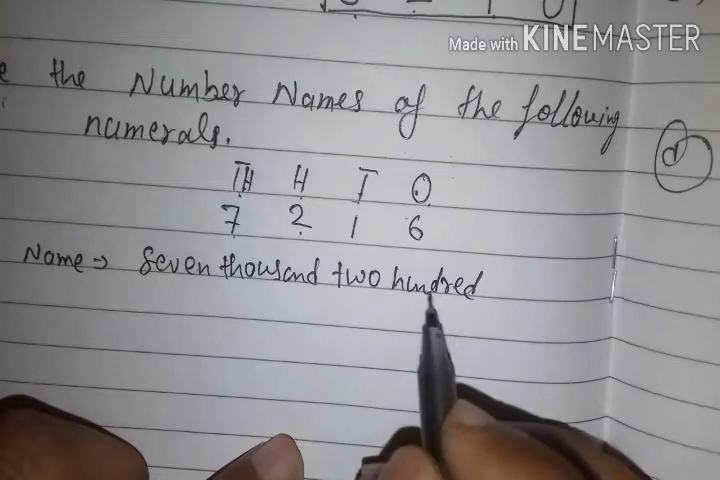 Made with KINEMASTER
the Number Names of the following
numerals.
TH H T O
7 2 1 6
Name → Seven thousand two hundred